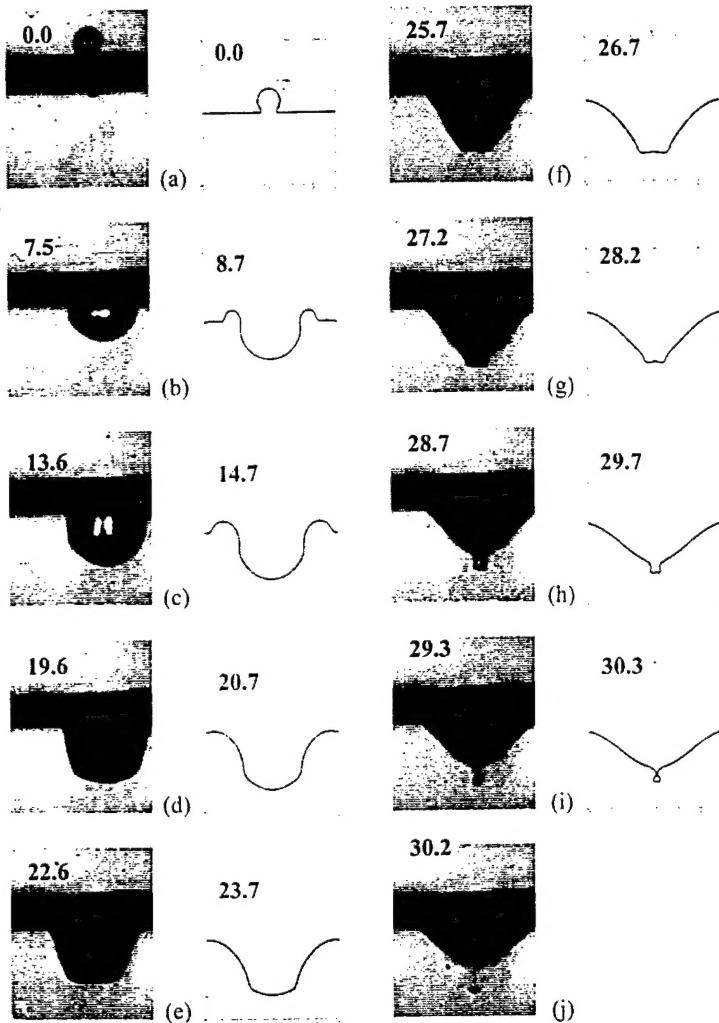 0.0
0.0
(a)
7.5
8.7
(b)
13.6
14.7
(c)
19.6
20.7
(d)
22.6
23.7
(e)
25.7
26.7
(f)
27.2
28.2
(g)
28.7
29.7
(h)
29.3
30.3
(i)
30.2
(j)